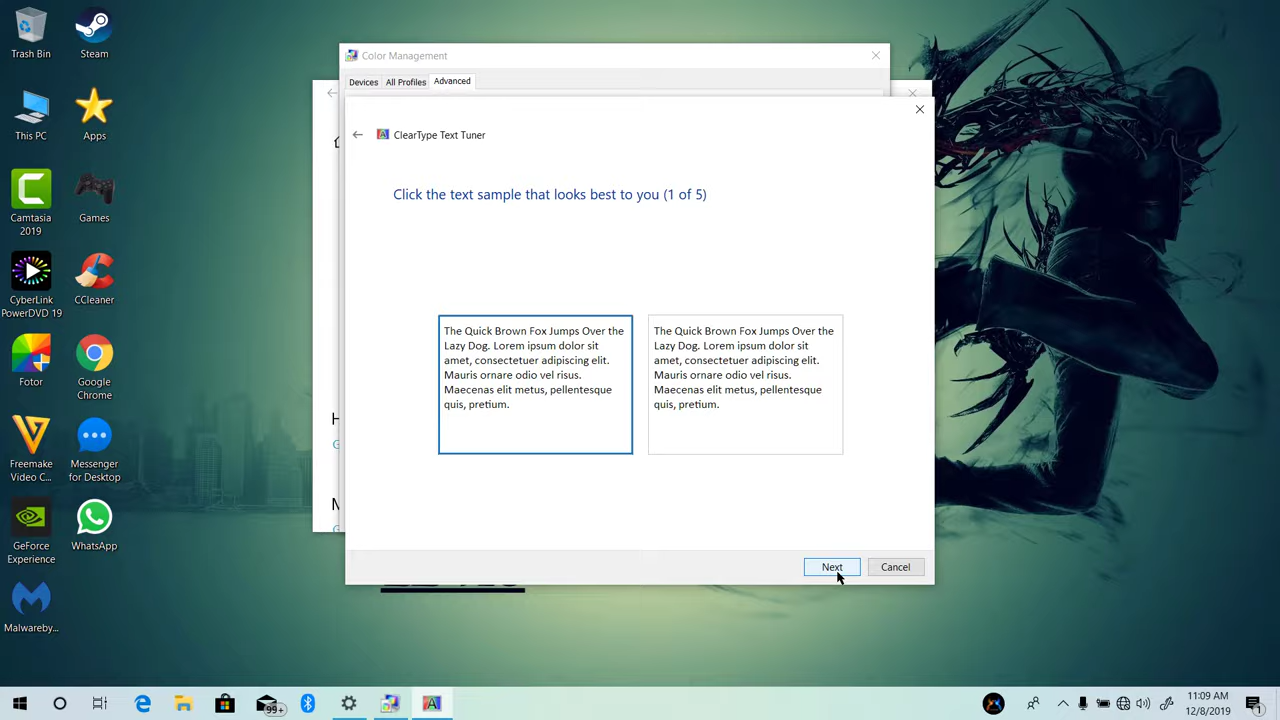 Trash Bin
Steam
This PC
Apps
Camtasia
2019
Games
CyberLink
PowerDVD 19
CCleaner
Fotor
Google
Chrome
Freemake
Video C...
Messenger
for Desktop
GeForce
Experience
WhatsApp
Malwareby...
Color Management
Devices
All Profiles
Advanced
ClearType Text Tuner
Click the text sample that looks best to you (1 of 5)
The Quick Brown Fox Jumps Over the
Lazy Dog. Lorem ipsum dolor sit
amet, consectetuer adipiscing elit.
Mauris ornare odio vel risus.
Maecenas elit metus, pellentesque
quis, pretium.
The Quick Brown Fox Jumps Over the
Lazy Dog. Lorem ipsum dolor sit
amet, consectetuer adipiscing elit.
Mauris ornare odio vel risus.
Maecenas elit metus, pellentesque
quis, pretium.
Next
Cancel
99+
11:09 AM
12/8/2019
1